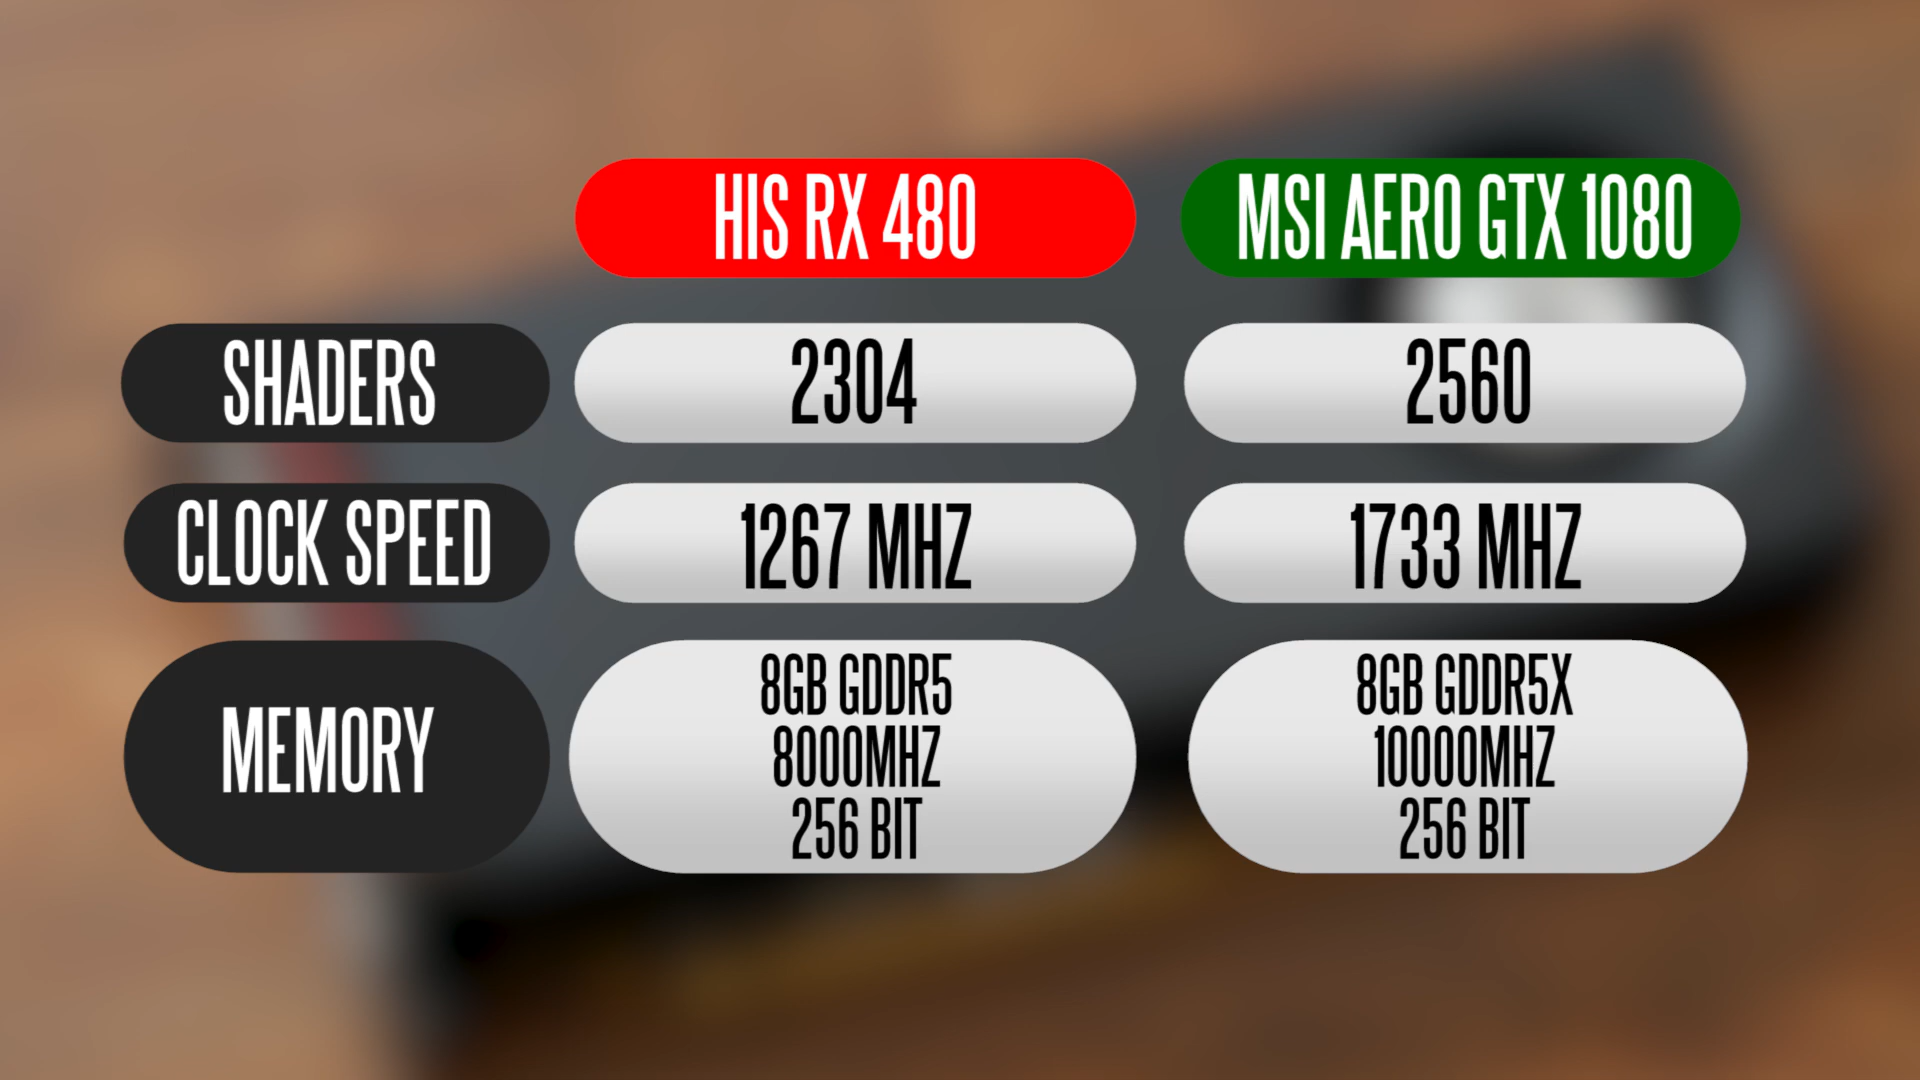 HIS RX 480
MSI AERO GTX 1080
SHADERS
2304
2560
CLOCK SPEED
1267 MHZ
1733 MHZ
MEMORY
8GB GDDR5
8000MHZ
256 BIT
8GB GDDR5X
10000MHZ
256 BIT